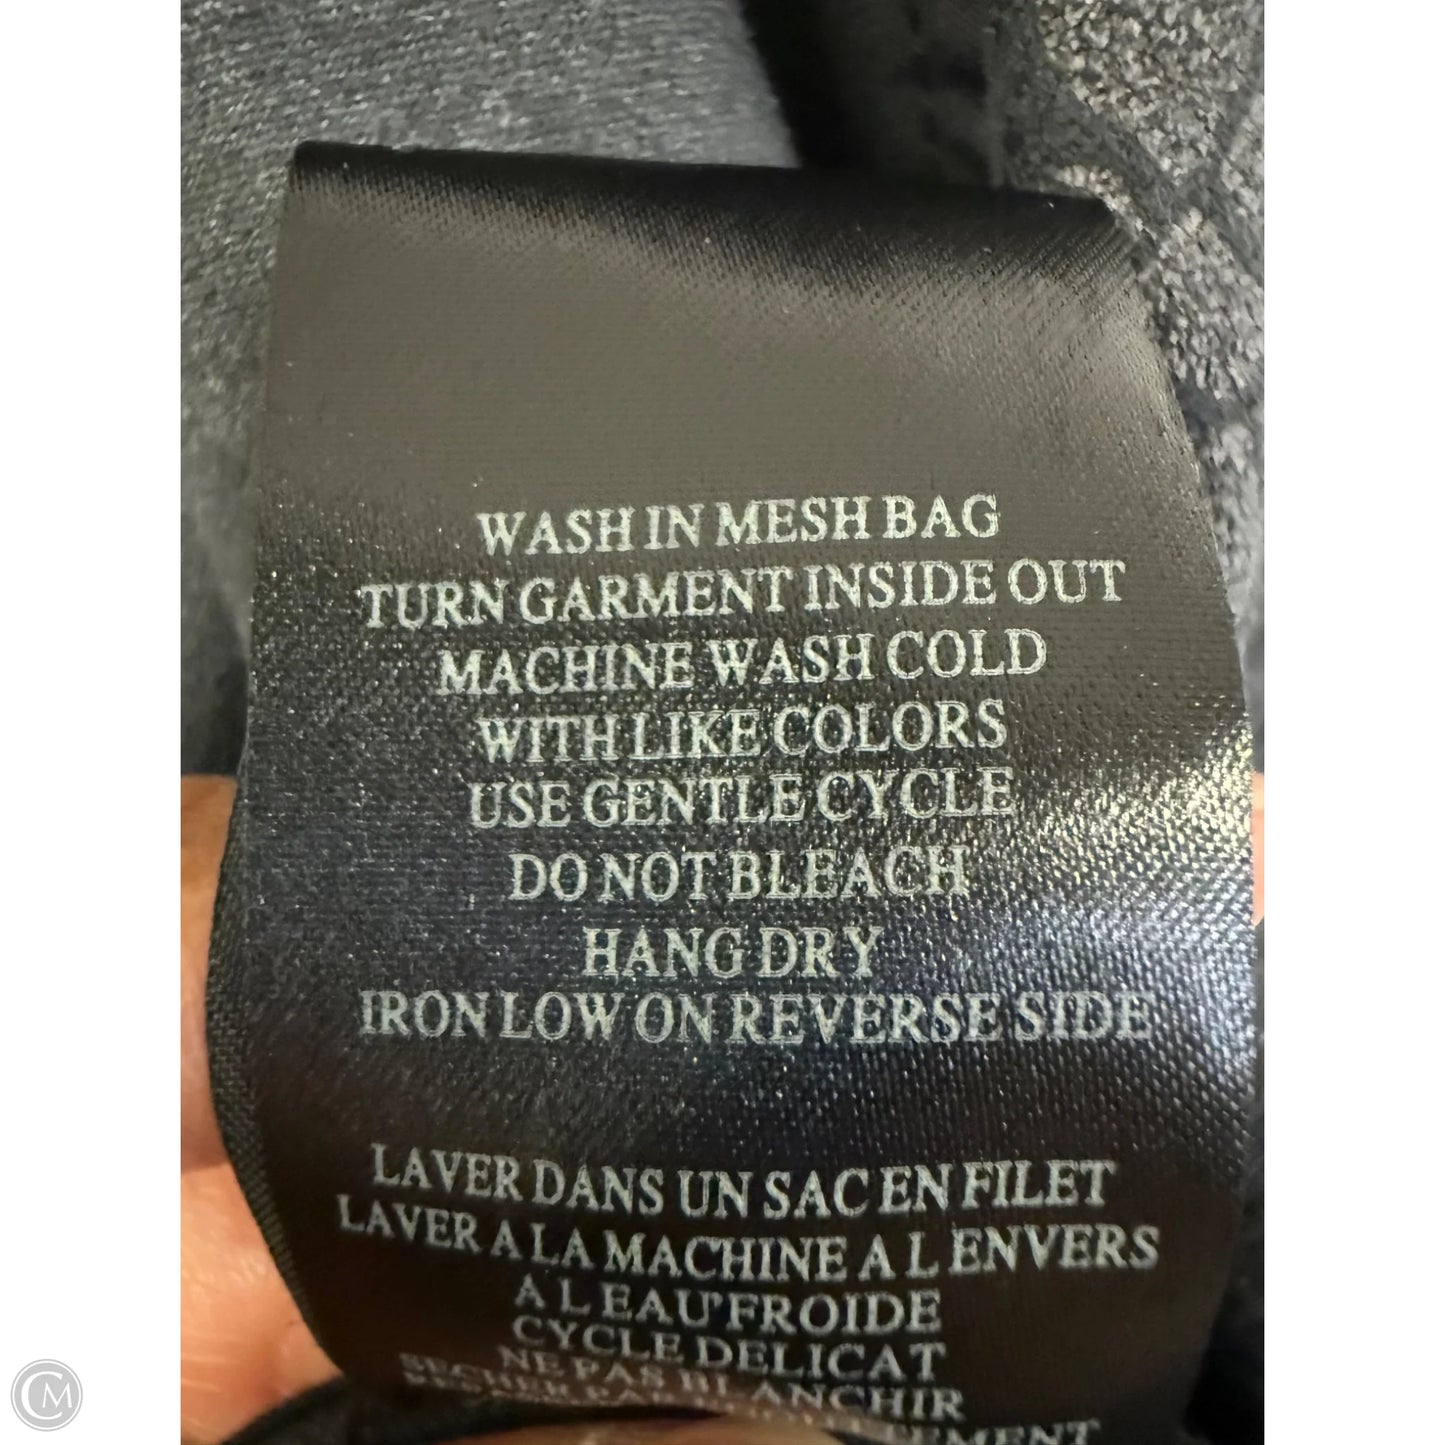 WASH IN MESH BAG
TURN GARMENT INSIDE OUT
MACHINE WASH COLD
WITH LIKE COLORS
USE GENTLE CYCLE
DO NOT BLEACH
HANG DRY
IRON LOW ON REVERSE SIDE
LAVER DANS UN SAC EN FILET
LAVER A LA MACHINE A L ENVERS
A L EAU'FROIDE
CYCLE DELICAT
NE PAS BLANCHIR
SECHER
CM